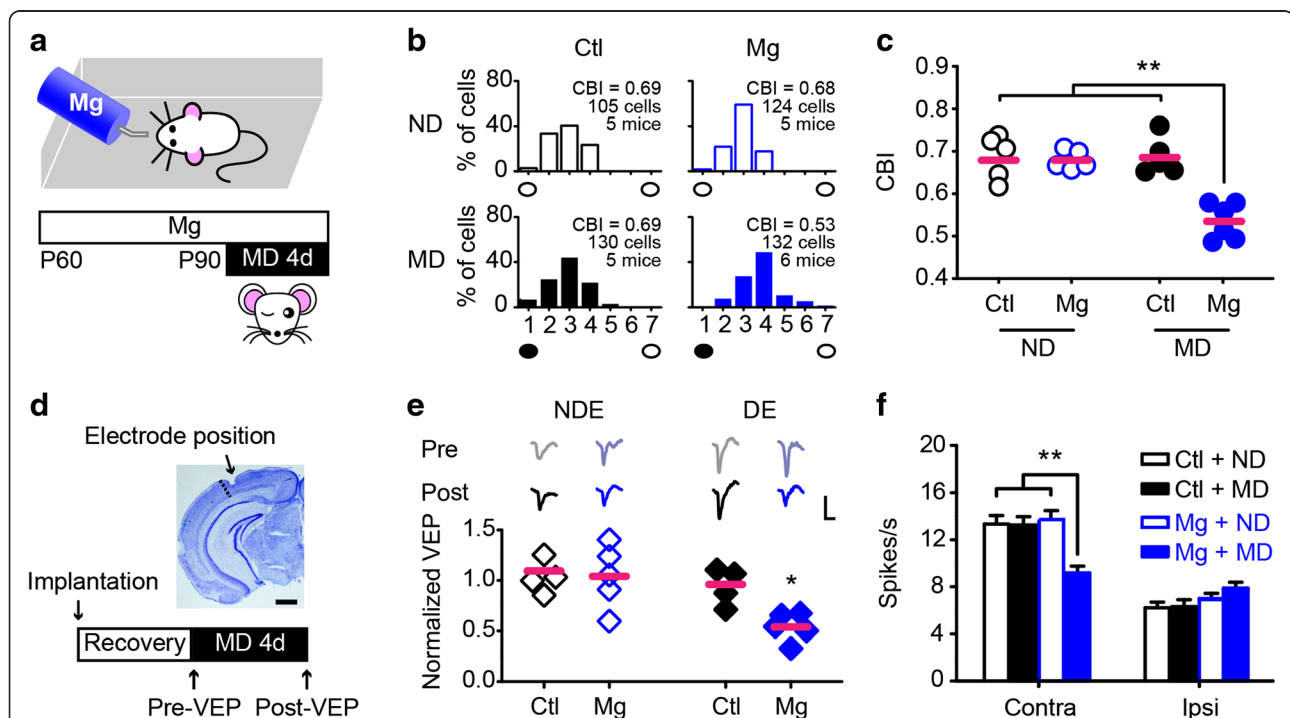 a
Mg
Mg
P60
P90
MD 4d
b
Ctl
Mg
ND
% of cells
80
40
0
CBI = 0.69
105 cells
5 mice
CBI = 0.68
124 cells
5 mice
MD
% of cells
80
40
0
CBI = 0.69
130 cells
5 mice
CBI = 0.53
132 cells
6 mice
1 2 3 4 5 6 7
1 2 3 4 5 6 7
c
CBI
0.9
0.8
0.7
0.6
0.5
0.4
**
Ctl Mg Ctl Mg
ND MD
d
Electrode position
Implantation
Recovery
MD 4d
Pre-VEP Post-VEP
e
NDE DE
Pre
Post
Normalized VEP
1.5
1.0
0.5
0.0
*
Ctl Mg Ctl Mg
f
Spikes/s
20
16
12
8
4
0
**
Ctl + ND
Ctl + MD
Mg + ND
Mg + MD
Contra Ipsi